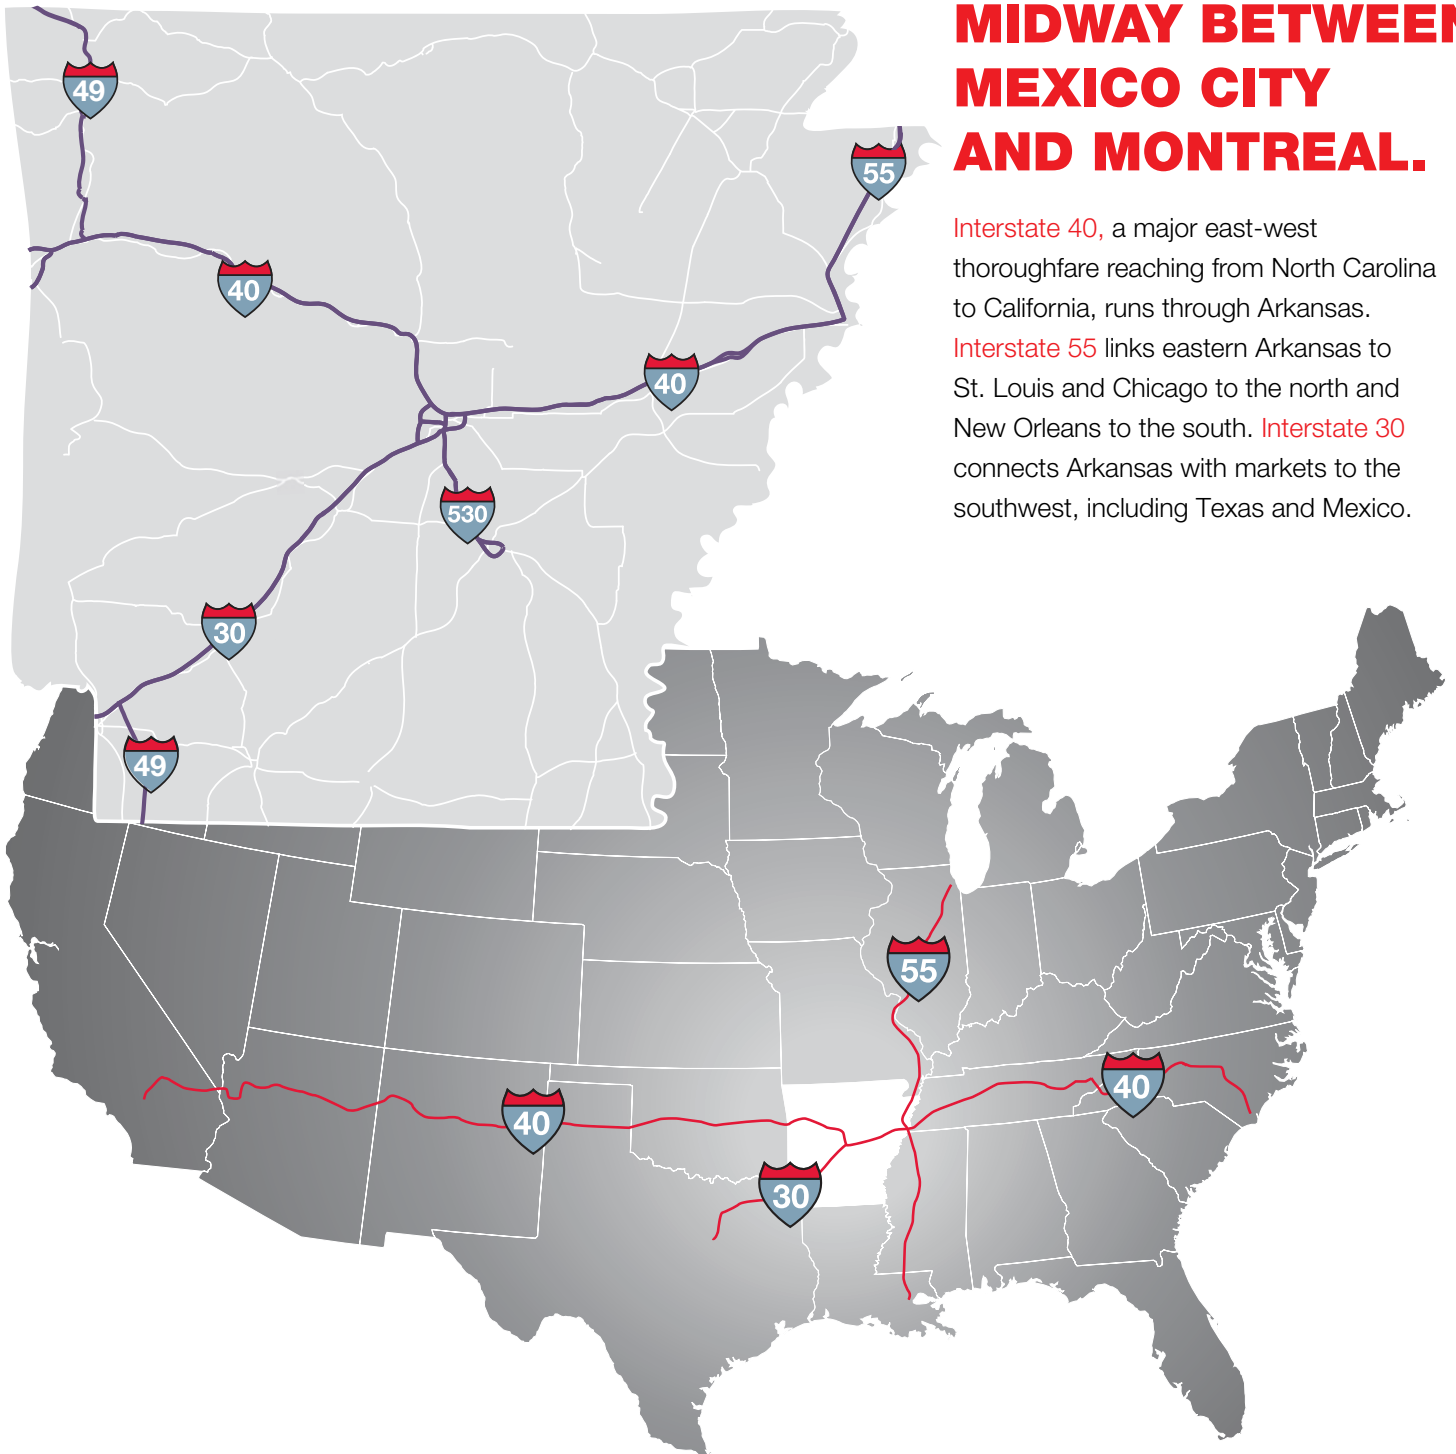 MIDWAY BETWEEN
MEXICO CITY
AND MONTREAL.
Interstate 40, a major east-west
thoroughfare reaching from North Carolina
to California, runs through Arkansas.
Interstate 55 links eastern Arkansas to
St. Louis and Chicago to the north and
New Orleans to the south. Interstate 30
connects Arkansas with markets to the
southwest, including Texas and Mexico.
49
55
40
40
530
30
49
55
40
40
30